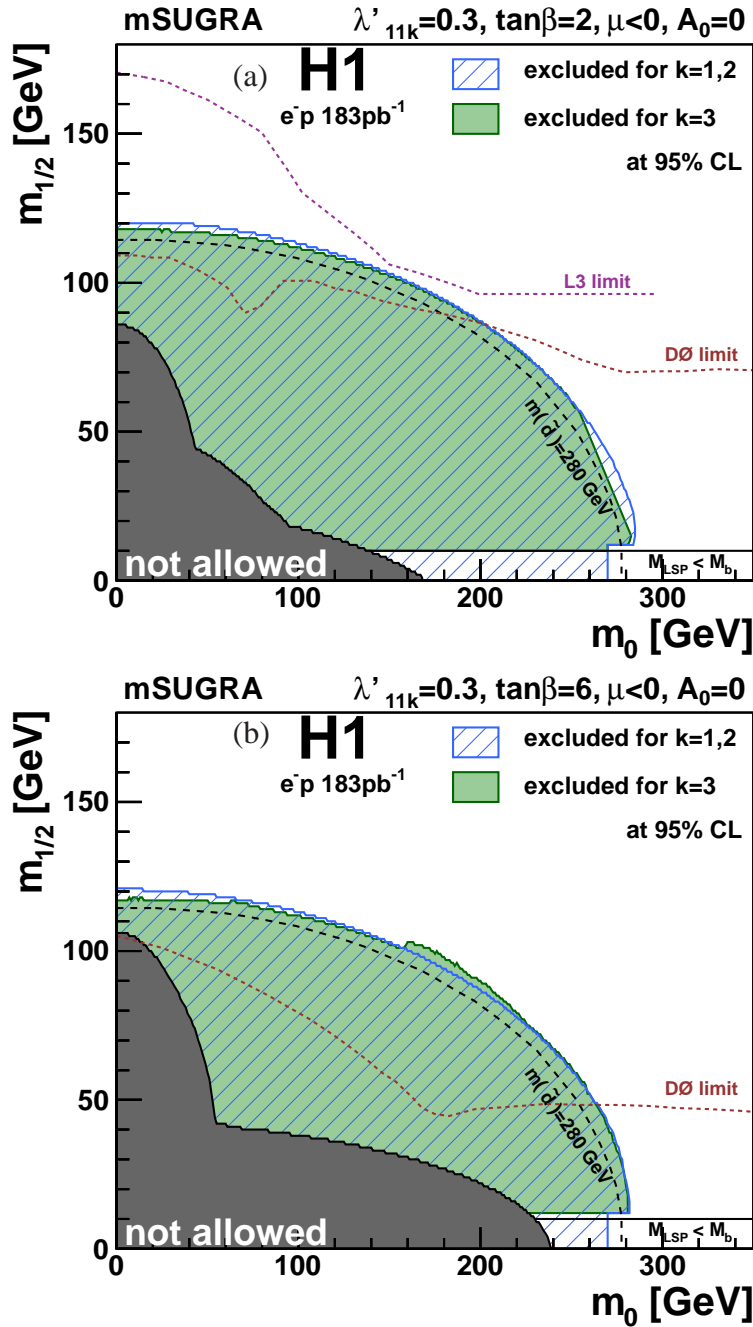 mSUGRA λ'11k=0.3, tanβ=2, μ<0, A0=0
(a) H1
e-p 183pb-1
excluded for k=1,2
excluded for k=3
at 95% CL
m1/2 [GeV]
150
100
50
0
L3 limit
DØ limit
m(d̃)=280 GeV
not allowed
MLSP < Mb
0 100 200 300
m0 [GeV]
mSUGRA λ'11k=0.3, tanβ=6, μ<0, A0=0
(b) H1
e-p 183pb-1
excluded for k=1,2
excluded for k=3
at 95% CL
m1/2 [GeV]
150
100
50
0
DØ limit
m(d̃)=280 GeV
not allowed
MLSP < Mb
0 100 200 300
m0 [GeV]